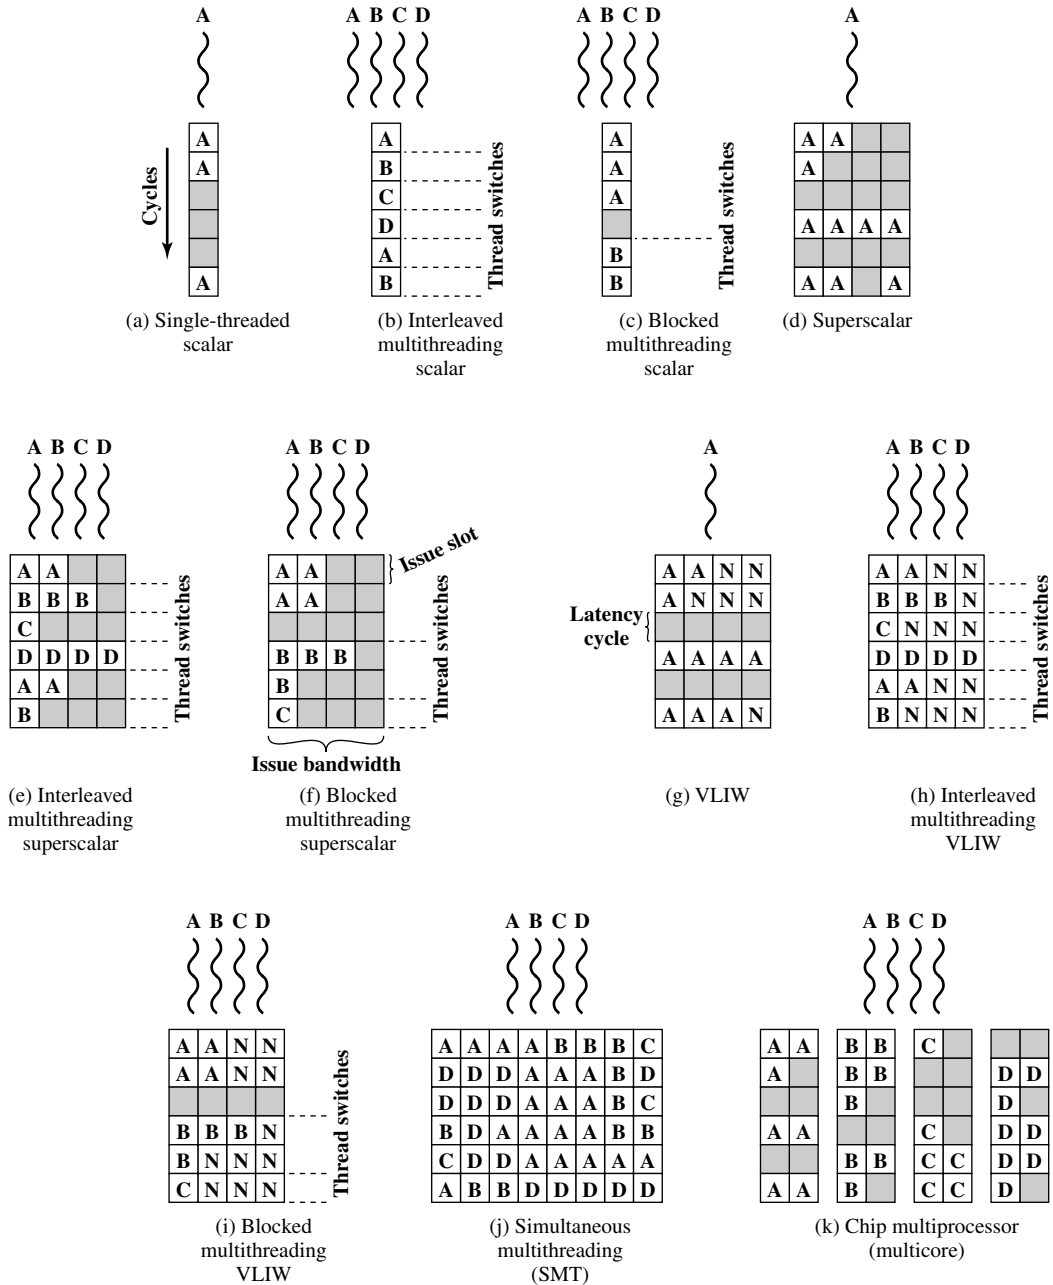 A
A B C D
A B C D
A
Cycles
A
A
A
A
B
C
D
A
B
Thread switches
A
A
A
B
B
Thread switches
A A
A
A A A A
A A A
(a) Single-threaded
scalar
(b) Interleaved
multithreading
scalar
(c) Blocked
multithreading
scalar
(d) Superscalar
A B C D
A B C D
A
A B C D
A A
B B B
C
D D D D
A A
B
Thread switches
Issue slot
A A
A A
B B B
B
C
Thread switches
Issue bandwidth
Latency
cycle
A A N N
A N N N
A A A A
A A A N
A A N N
B B B N
C N N N
D D D D
A A N N
B N N N
Thread switches
(e) Interleaved
multithreading
superscalar
(f) Blocked
multithreading
superscalar
(g) VLIW
(h) Interleaved
multithreading
VLIW
A B C D
A B C D
A B C D
A A N N
A A N N
B B B N
B N N N
C N N N
Thread switches
A A A A B B B C
D D D A A A B D
D D D A A A B C
B D A A A A B B
C D D A A A A A
A B B D D D D D
A A
A
A A
A A
B B
B B
B
B B
B
C
C
C C
C C
D D
D
D D
D D
D
(i) Blocked
multithreading
VLIW
(j) Simultaneous
multithreading
(SMT)
(k) Chip multiprocessor
(multicore)